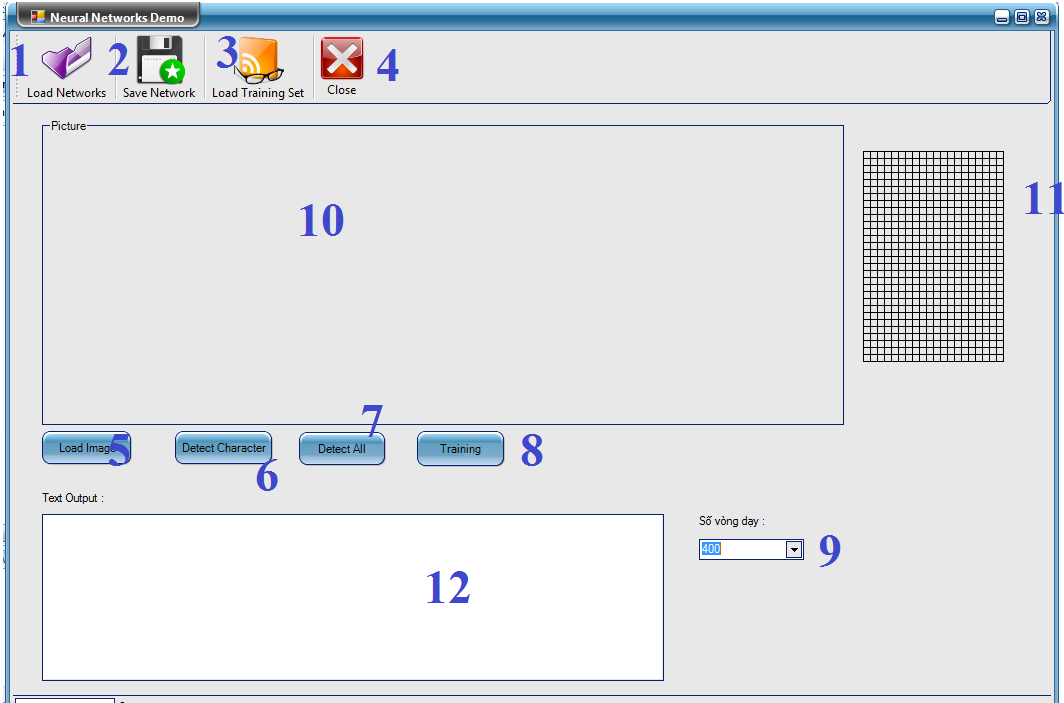 Neural Networks Demo
1 2 3 4
Load Networks Save Network Load Training Set Close
Picture
10
11
7
Load Image 5 Detect Character Detect All Training 8
6
Text Output :
Số vòng dạy :
400 9
12